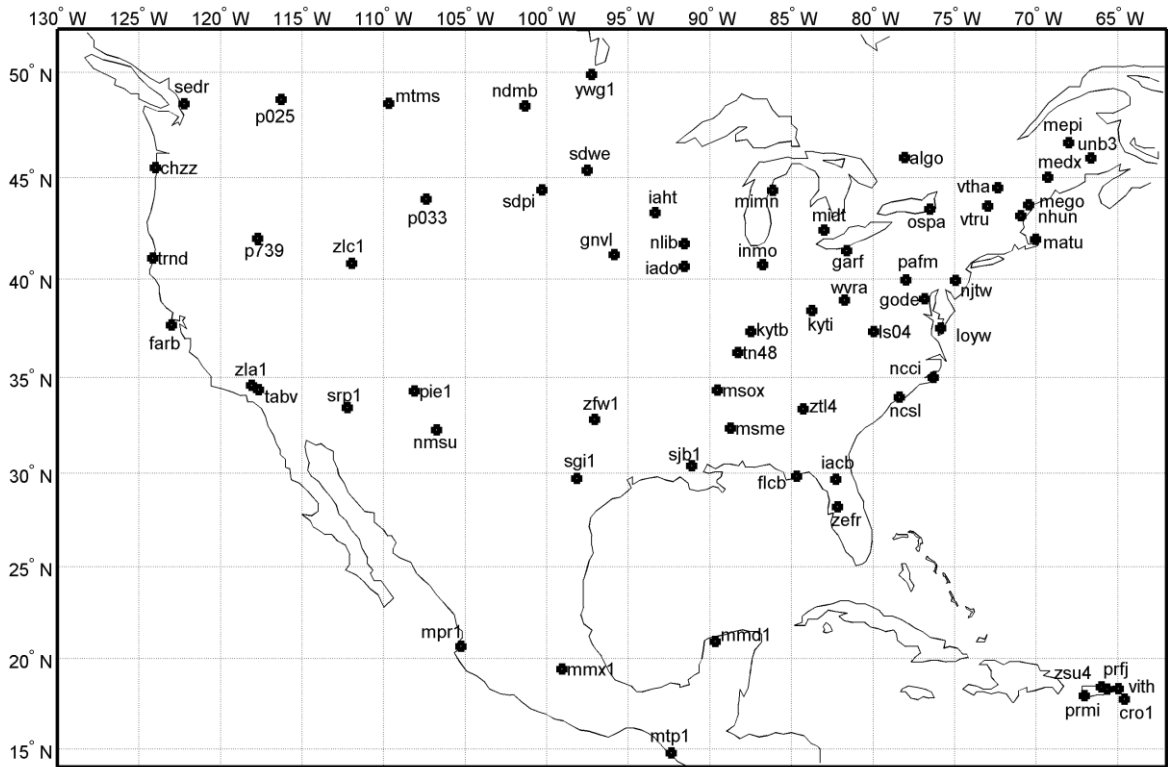 130° W 125° W 120° W 115° W 110° W 105° W 100° W 95° W 90° W 85° W 80° W 75° W 70° W 65° W
50° N
sedr
p025
mtms
ndmb
ywg1
mepi
unb3
chzz
sdwe
algo
medx
45° N
p033
sdpi
iaht
mimn
midt
ospa
vtha
vtru
mego
nhun
p739
zlc1
gnvl
nlib
iado
inmo
garf
pafm
matu
trnd
40° N
wvra
gode
njtw
farb
kytb
kyti
ls04
loyw
tn48
zla1
tabv
35° N
srp1
pie1
nmsu
zfw1
msox
msme
ztl4
ncci
ncsl
30° N
sgi1
sjb1
flcb
iacb
zefr
25° N
mpr1
mmx1
mmd1
20° N
zsu4
prfj
vith
prmi
cro1
15° N
mtp1